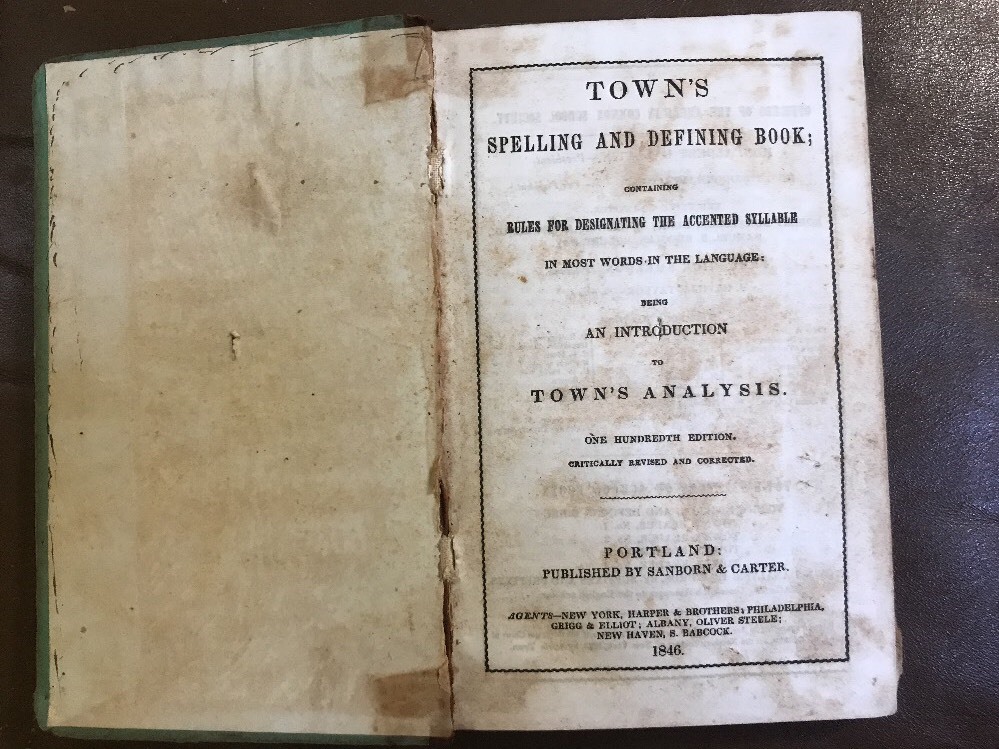 TOWN'S
SPELLING AND DEFINING BOOK;
CONTAINING
RULES FOR DESIGNATING THE ACCENTED SYLLABLE
IN MOST WORDS IN THE LANGUAGE:
BEING
AN INTRODUCTION
TO
TOWN'S ANALYSIS.
ONE HUNDREDTH EDITION.
CRITICALLY REVISED AND CORRECTED.
PORTLAND:
PUBLISHED BY SANBORN & CARTER.
AGENTS—NEW YORK, HARPER & BROTHERS; PHILADELPHIA,
GRIGG & ELLIOT; ALBANY, OLIVER STEELE;
NEW HAVEN, S. BABCOCK.
1846.